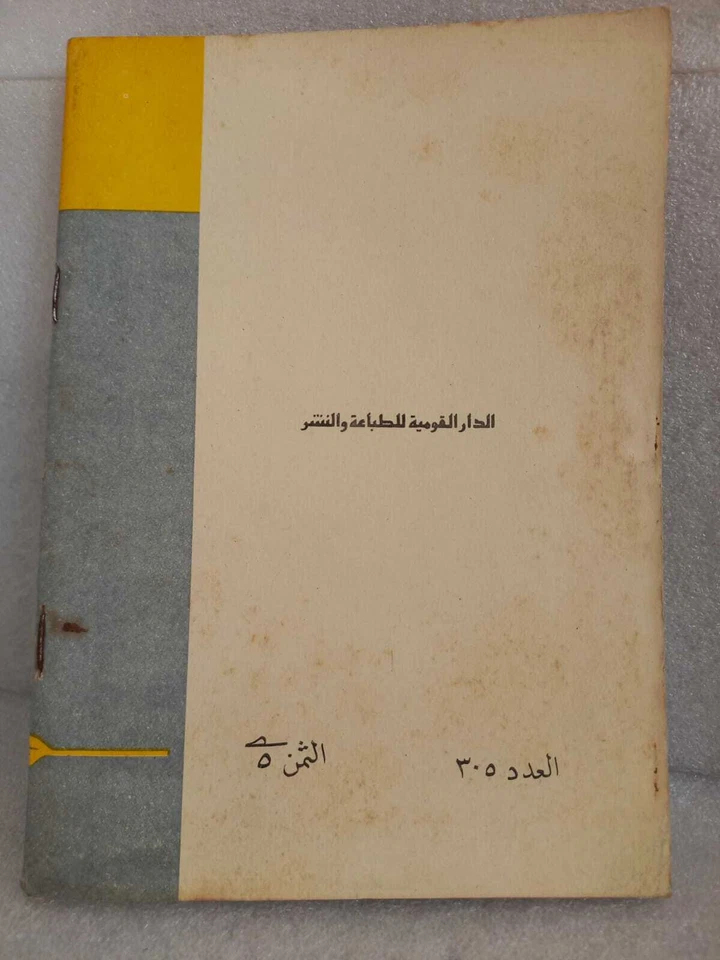 الدار القومية للطباعة والنشر
العدد ٣٠٥
الثمن ٥